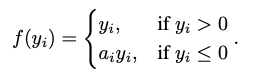 f(y_i) = { y_i, if y_i > 0
a_i y_i, if y_i ≤ 0 .